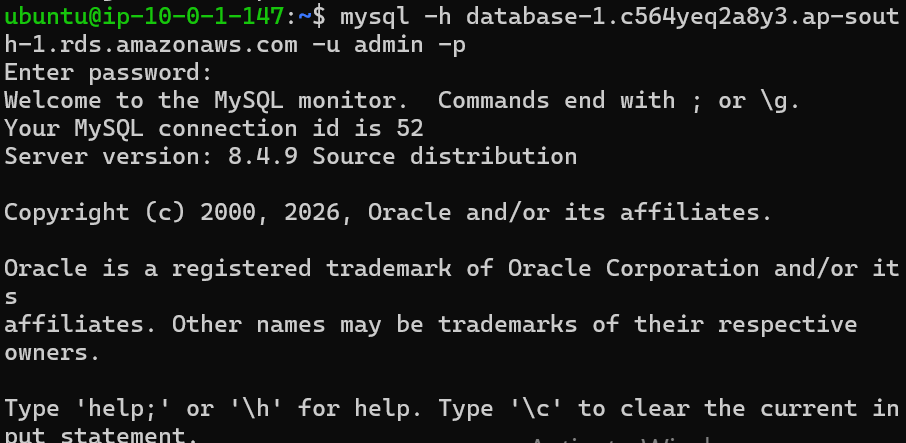 ubuntu@ip-10-0-1-147:~$ mysql -h database-1.c564yeq2a8y3.ap-sout
h-1.rds.amazonaws.com -u admin -p
Enter password:
Welcome to the MySQL monitor.  Commands end with ; or \g.
Your MySQL connection id is 52
Server version: 8.4.9 Source distribution
Copyright (c) 2000, 2026, Oracle and/or its affiliates.
Oracle is a registered trademark of Oracle Corporation and/or it
s
affiliates. Other names may be trademarks of their respective
owners.
Type 'help;' or '\h' for help. Type '\c' to clear the current in
put statement.